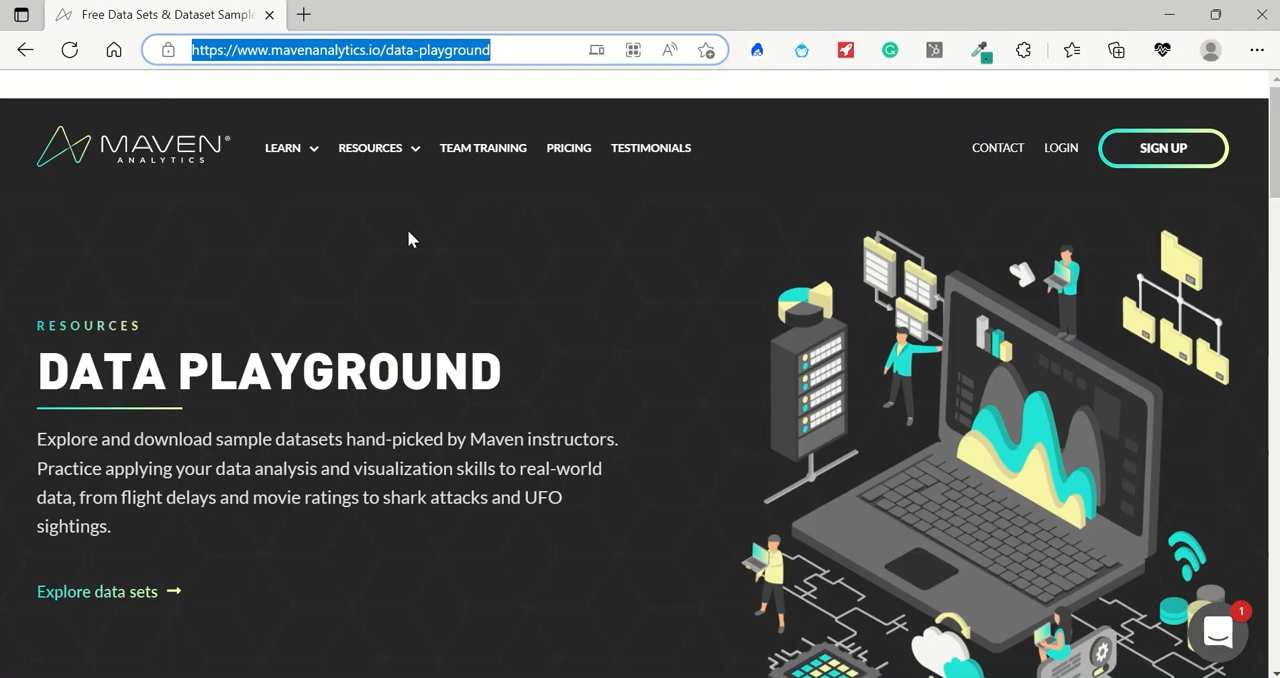 Free Data Sets & Dataset Sample
https://www.mavenanalytics.io/data-playground
MAVEN®
ANALYTICS
LEARN RESOURCES TEAM TRAINING PRICING TESTIMONIALS
CONTACT LOGIN SIGN UP
RESOURCES
DATA PLAYGROUND
Explore and download sample datasets hand-picked by Maven instructors.
Practice applying your data analysis and visualization skills to real-world
data, from flight delays and movie ratings to shark attacks and UFO
sightings.
Explore data sets →
1